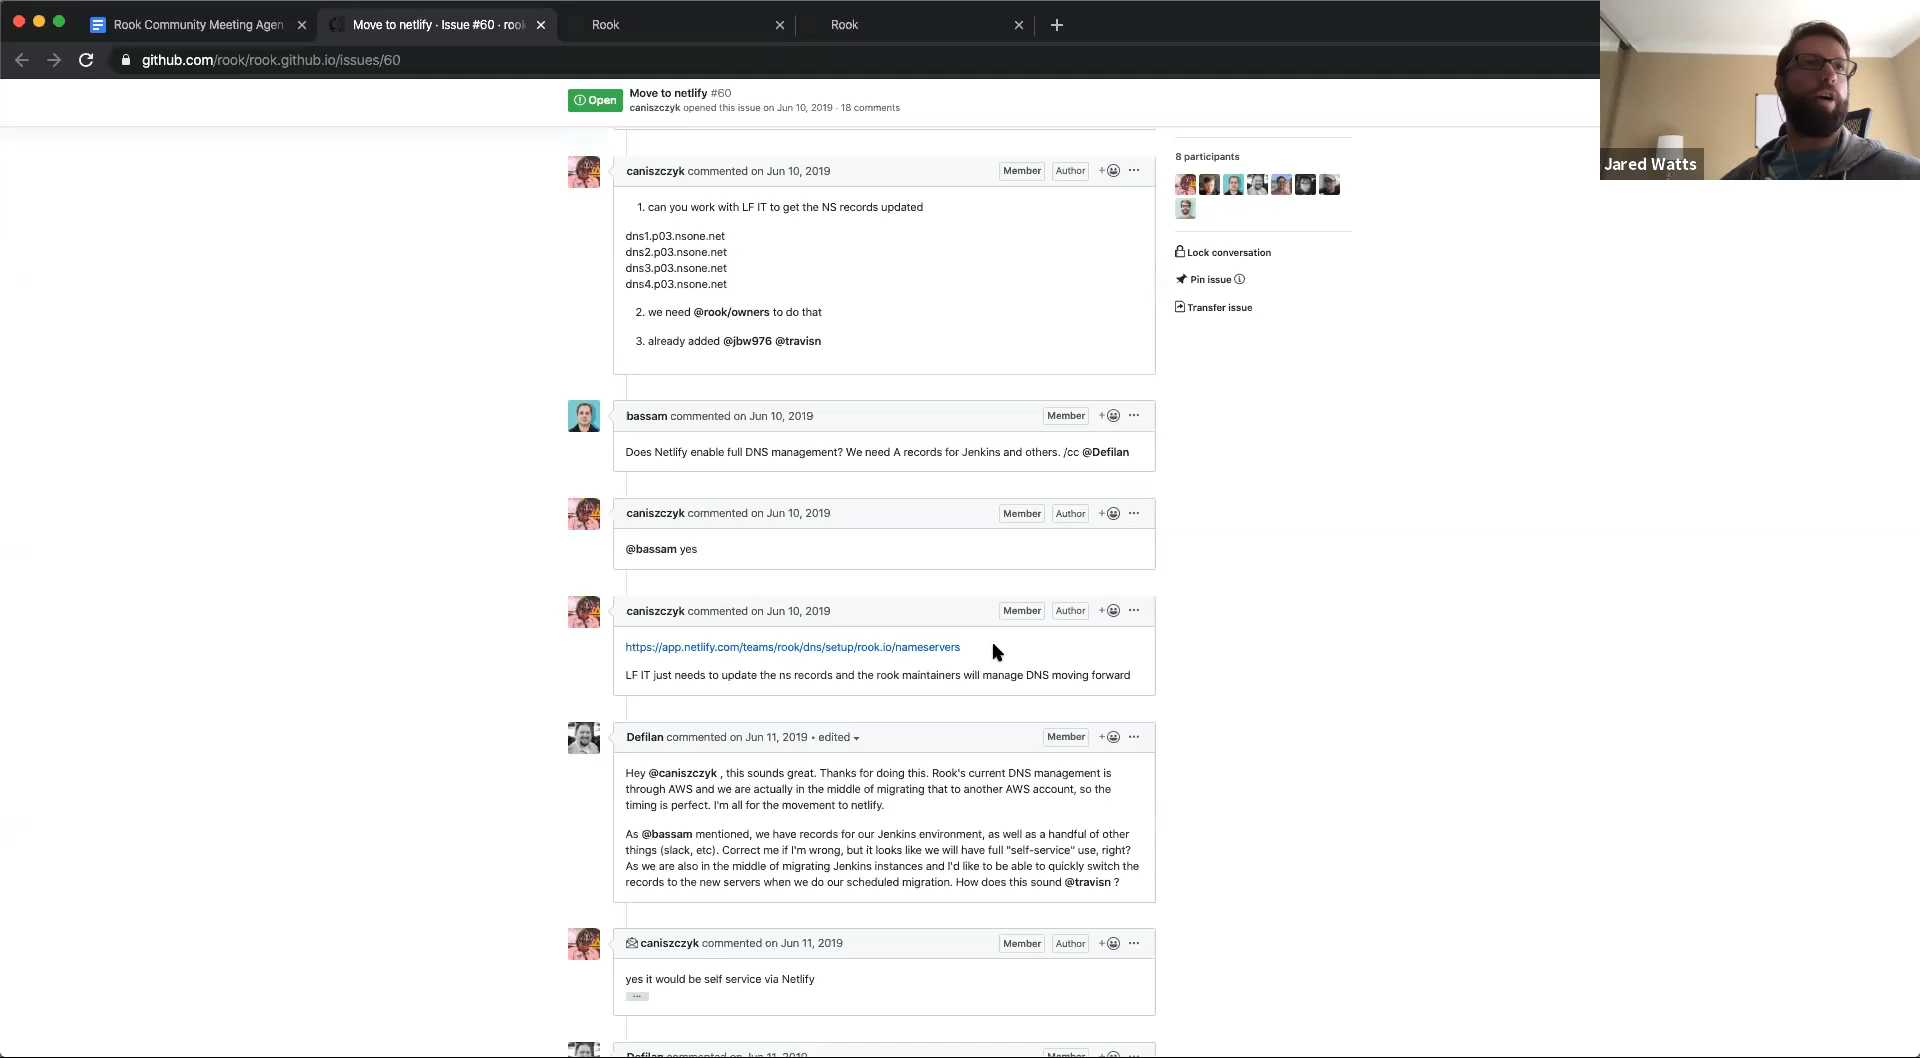 Rook Community Meeting Agen
Move to netlify · Issue #60 · rook
Rook
Rook
github.com/rook/rook.github.io/issues/60
Jared Watts
Open
Move to netlify #60
caniszczyk opened this issue on Jun 10, 2019 · 18 comments
caniszczyk commented on Jun 10, 2019
Member
Author
1. can you work with LF IT to get the NS records updated
dns1.p03.nsone.net
dns2.p03.nsone.net
dns3.p03.nsone.net
dns4.p03.nsone.net
2. we need @rook/owners to do that
3. already added @jbw976 @travisn
8 participants
Lock conversation
Pin issue
Transfer issue
bassam commented on Jun 10, 2019
Member
Does Netlify enable full DNS management? We need A records for Jenkins and others. /cc @Defilan
caniszczyk commented on Jun 10, 2019
Member
Author
@bassam yes
caniszczyk commented on Jun 10, 2019
Member
Author
https://app.netlify.com/teams/rook/dns/setup/rook.io/nameservers
LF IT just needs to update the ns records and the rook maintainers will manage DNS moving forward
Defilan commented on Jun 11, 2019 • edited
Member
Hey @caniszczyk , this sounds great. Thanks for doing this. Rook's current DNS management is
through AWS and we are actually in the middle of migrating that to another AWS account, so the
timing is perfect. I'm all for the movement to netlify.
As @bassam mentioned, we have records for our Jenkins environment, as well as a handful of other
things (slack, etc). Correct me if I'm wrong, but it looks like we will have full "self-service" use, right?
As we are also in the middle of migrating Jenkins instances and I'd like to be able to quickly switch the
records to the new servers when we do our scheduled migration. How does this sound @travisn ?
caniszczyk commented on Jun 11, 2019
Member
Author
yes it would be self service via Netlify
Defilan commented on Jun 11, 2019
Member